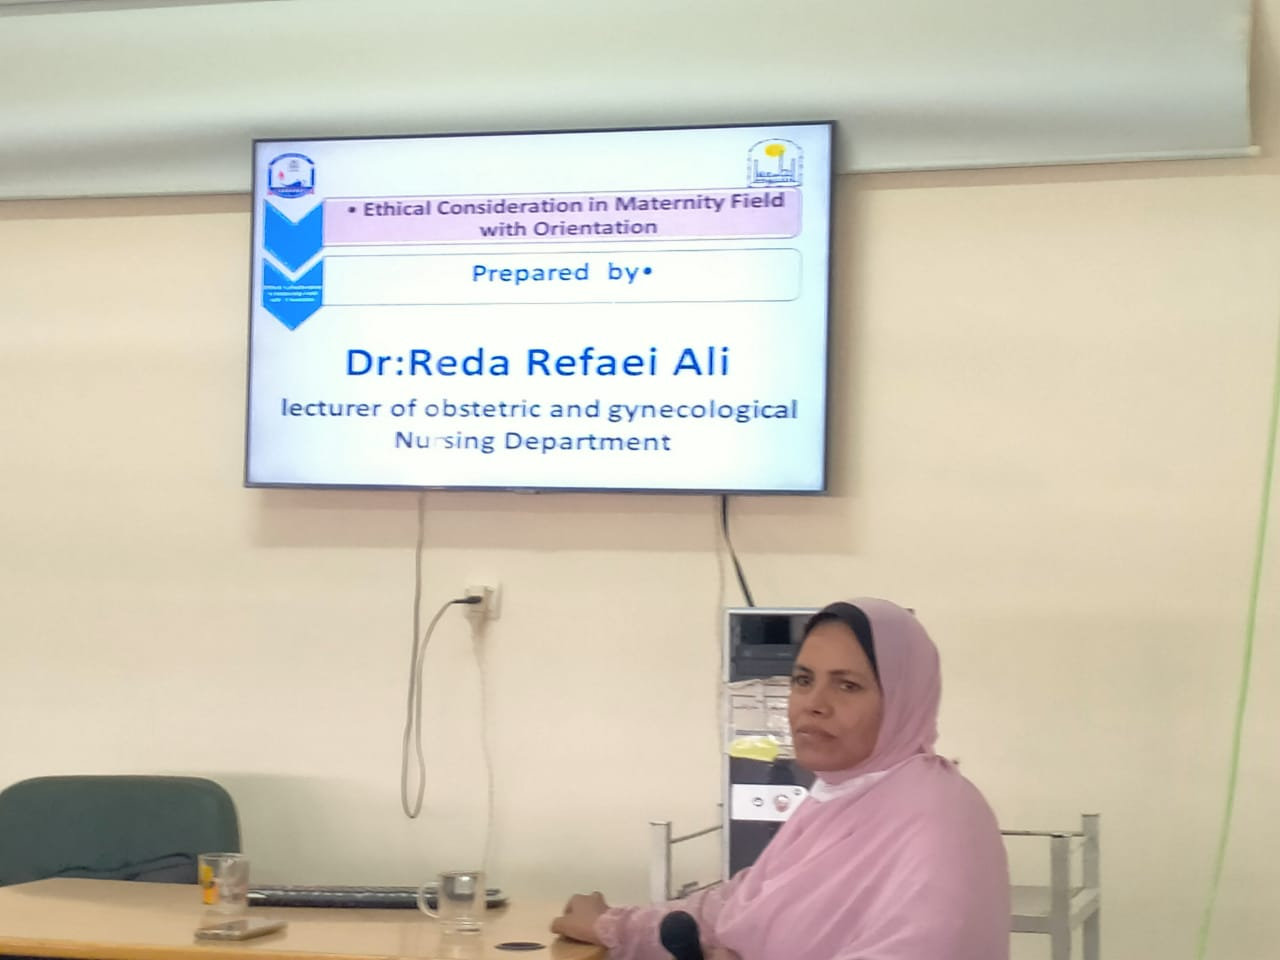 • Ethical Consideration in Maternity Field
with Orientation
Prepared by•
Dr:Reda Refaei Ali
lecturer of obstetric and gynecological
Nursing Department